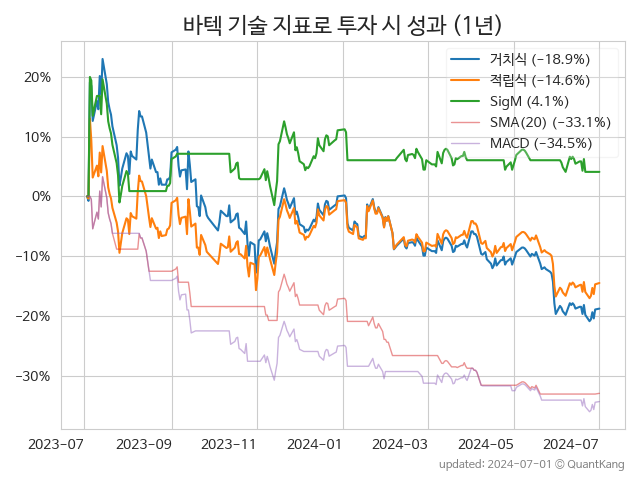 바텍 기술 지표로 투자 시 성과 (1년)
거치식 (−18.9%)
적립식 (−14.6%)
SigM (4.1%)
SMA(20) (−33.1%)
MACD (−34.5%)
20%
10%
0%
−10%
−20%
−30%
2023-07
2023-09
2023-11
2024-01
2024-03
2024-05
2024-07
updated: 2024-07-01 © QuantKang